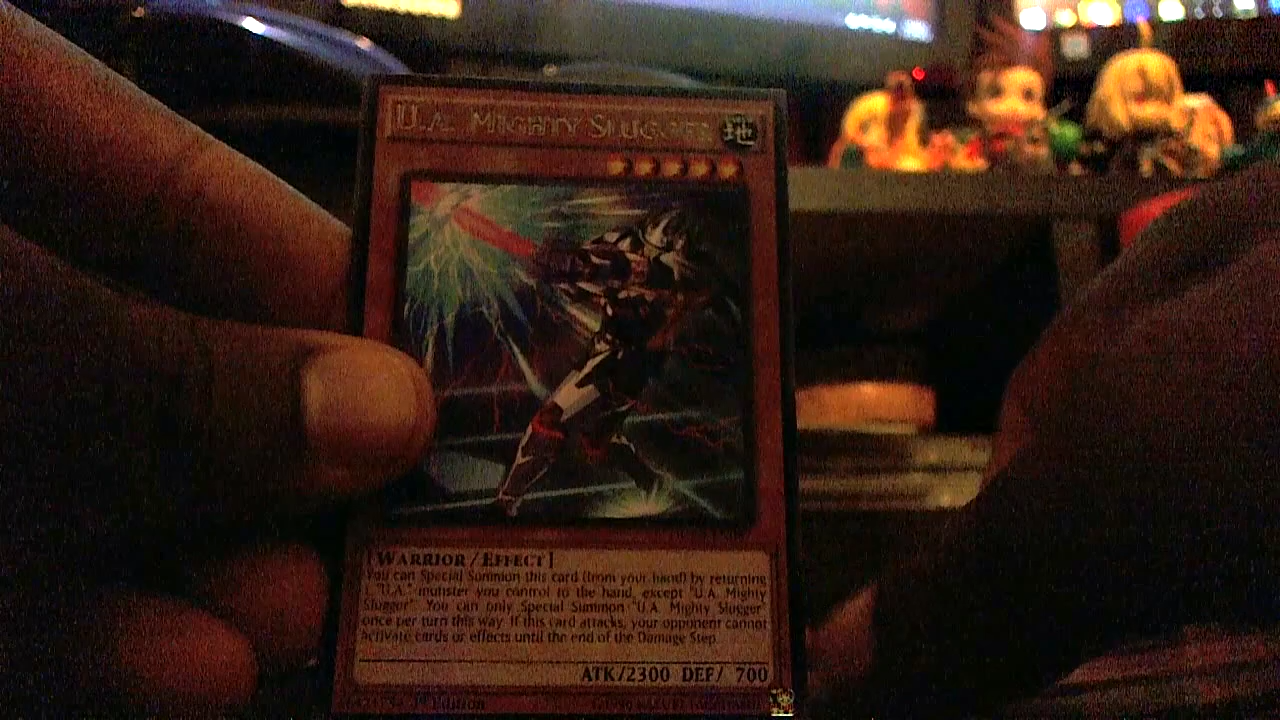 U.A. MIGHTY SLUGGER 地
[WARRIOR / EFFECT]
You can Special Summon this card (from your hand) by returning
1 "U.A." monster you control to the hand, except "U.A. Mighty
Slugger". You can only Special Summon "U.A. Mighty Slugger"
once per turn this way. If this card attacks, your opponent cannot
activate cards or effects until the end of the Damage Step.
ATK/2300 DEF/ 700
1st Edition